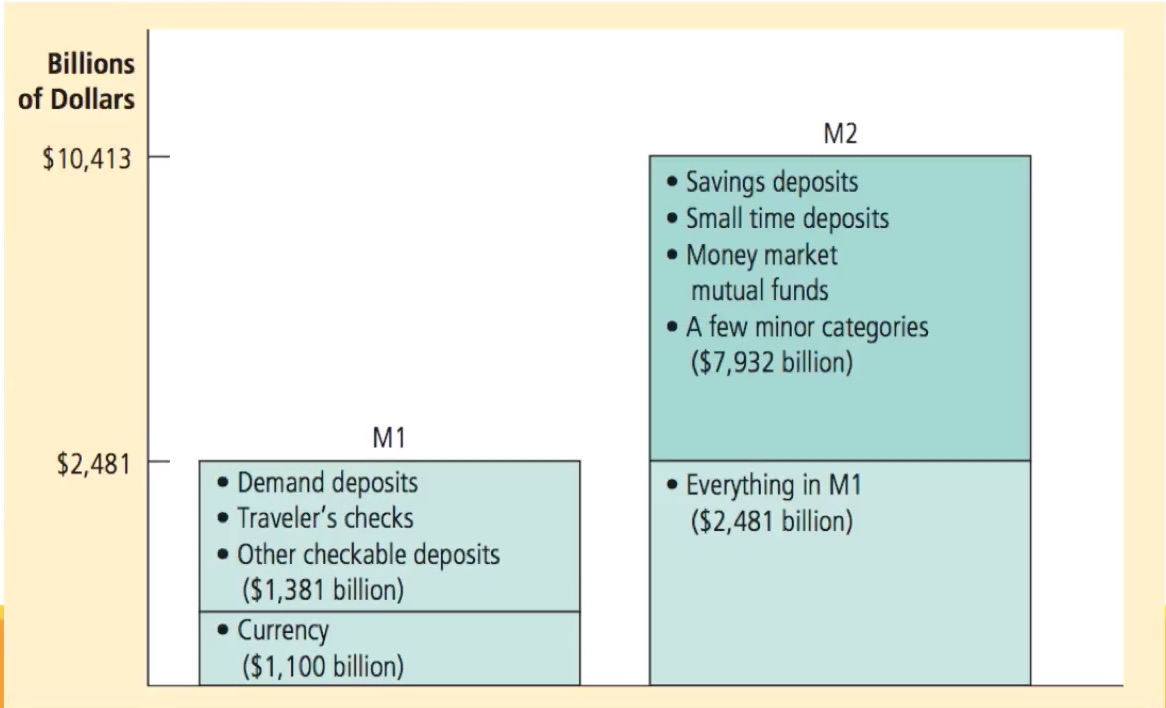 Billions
of Dollars
$10,413
$2,481
M1
• Demand deposits
• Traveler’s checks
• Other checkable deposits
($1,381 billion)
• Currency
($1,100 billion)
M2
• Savings deposits
• Small time deposits
• Money market
mutual funds
• A few minor categories
($7,932 billion)
• Everything in M1
($2,481 billion)